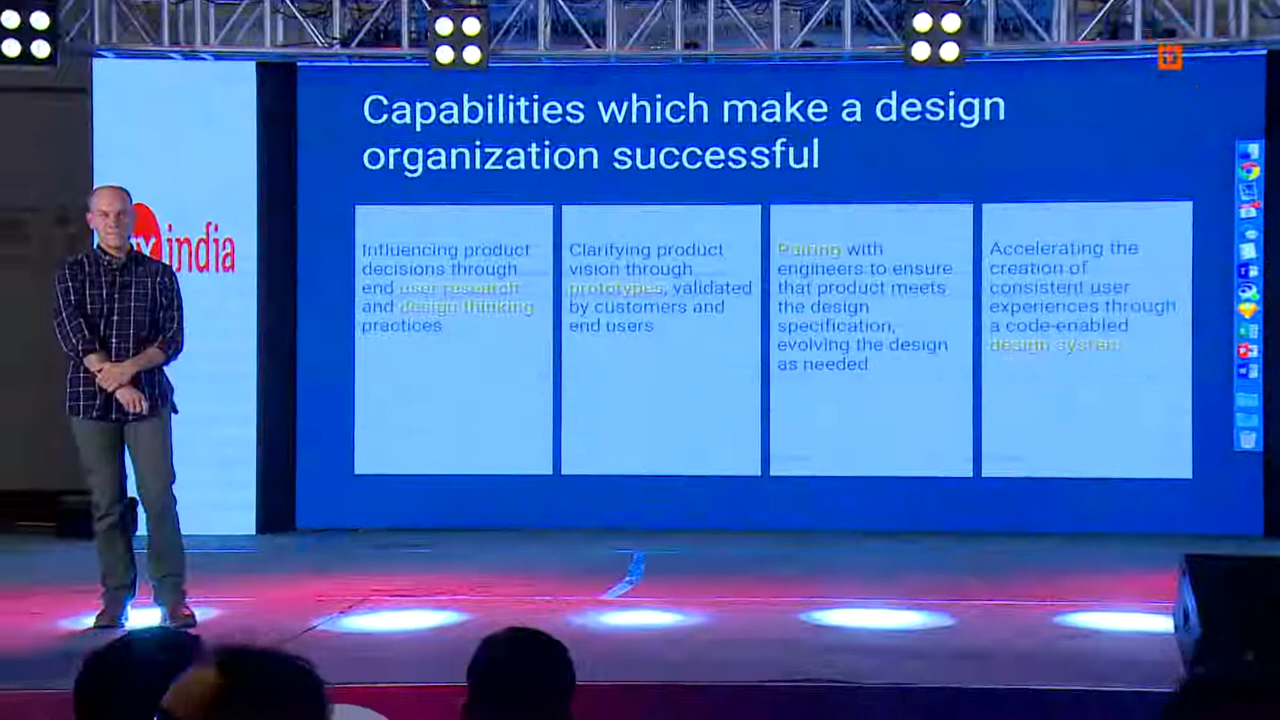 Capabilities which make a design
organization successful
india
Influencing product
decisions through
end user research
and design thinking
practices
Clarifying product
vision through
prototypes, validated
by customers and
end users
Pairing with
engineers to ensure
that product meets
the design
specification,
evolving the design
as needed
Accelerating the
creation of
consistent user
experiences through
a code-enabled
design system